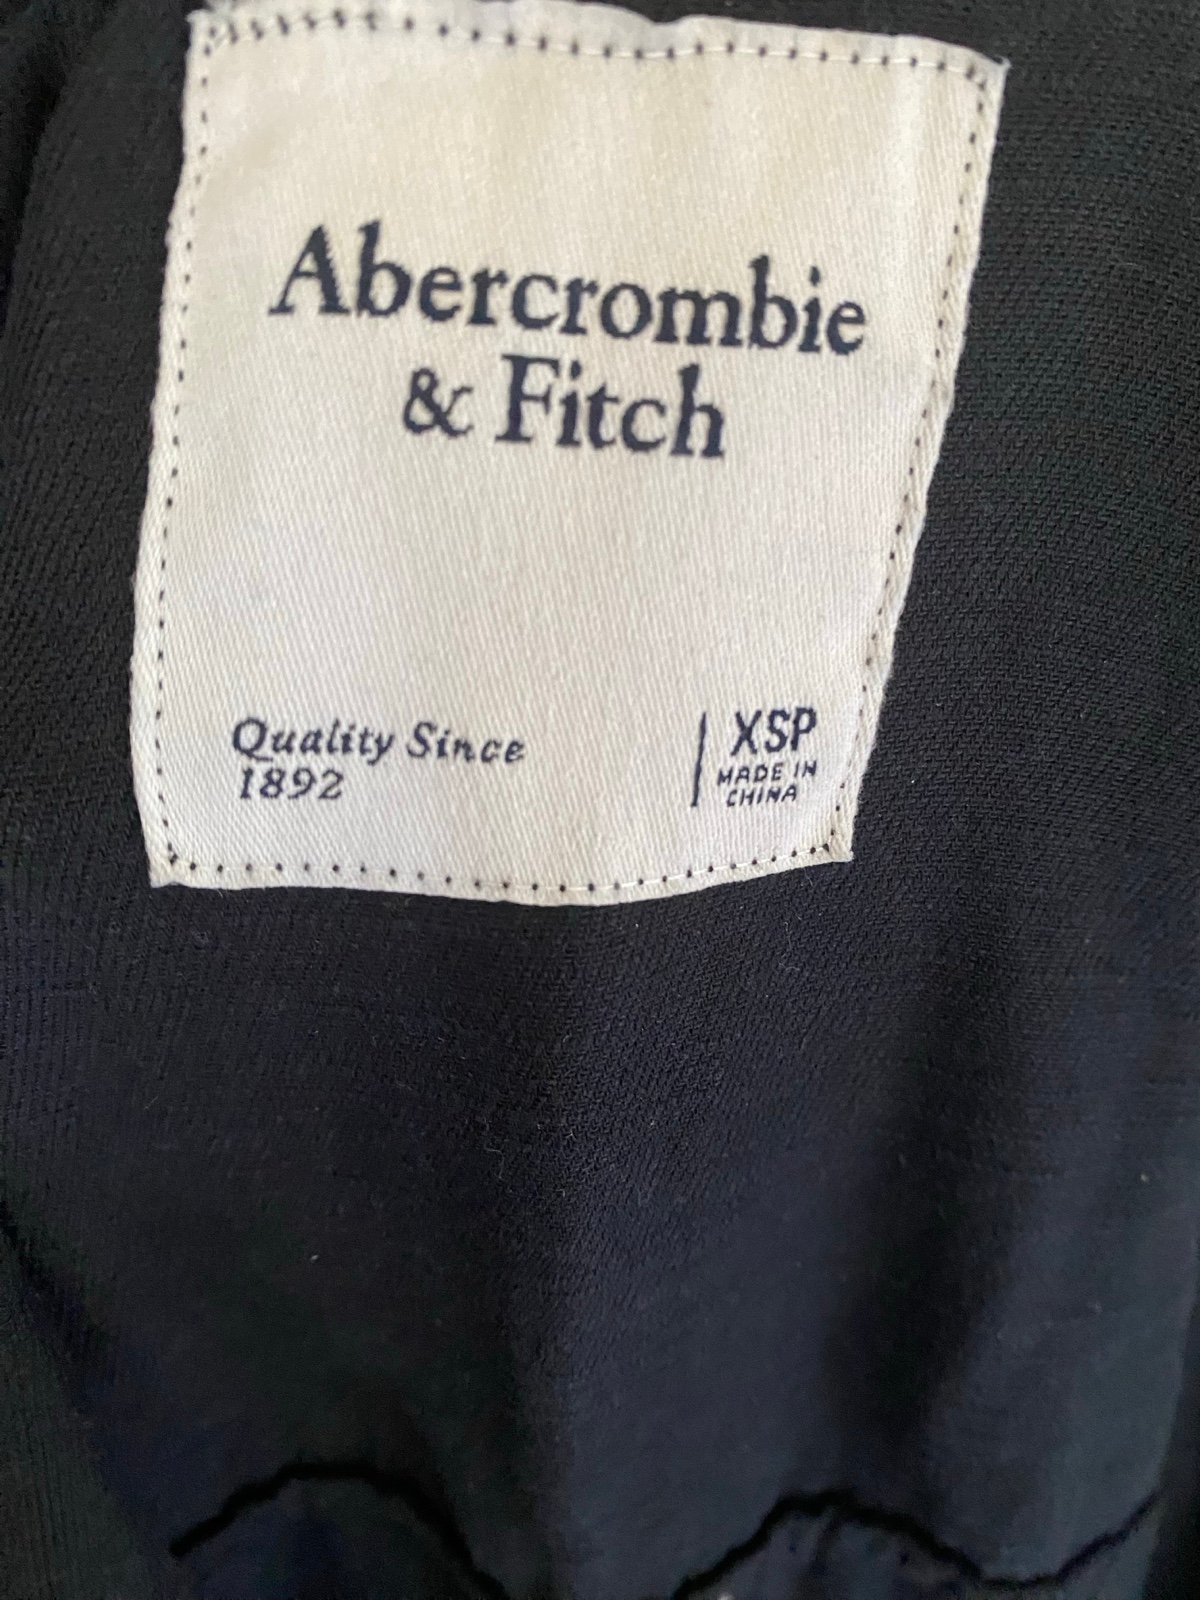 Abercrombie
& Fitch
Quality Since
1892
XSP
MADE IN
CHINA